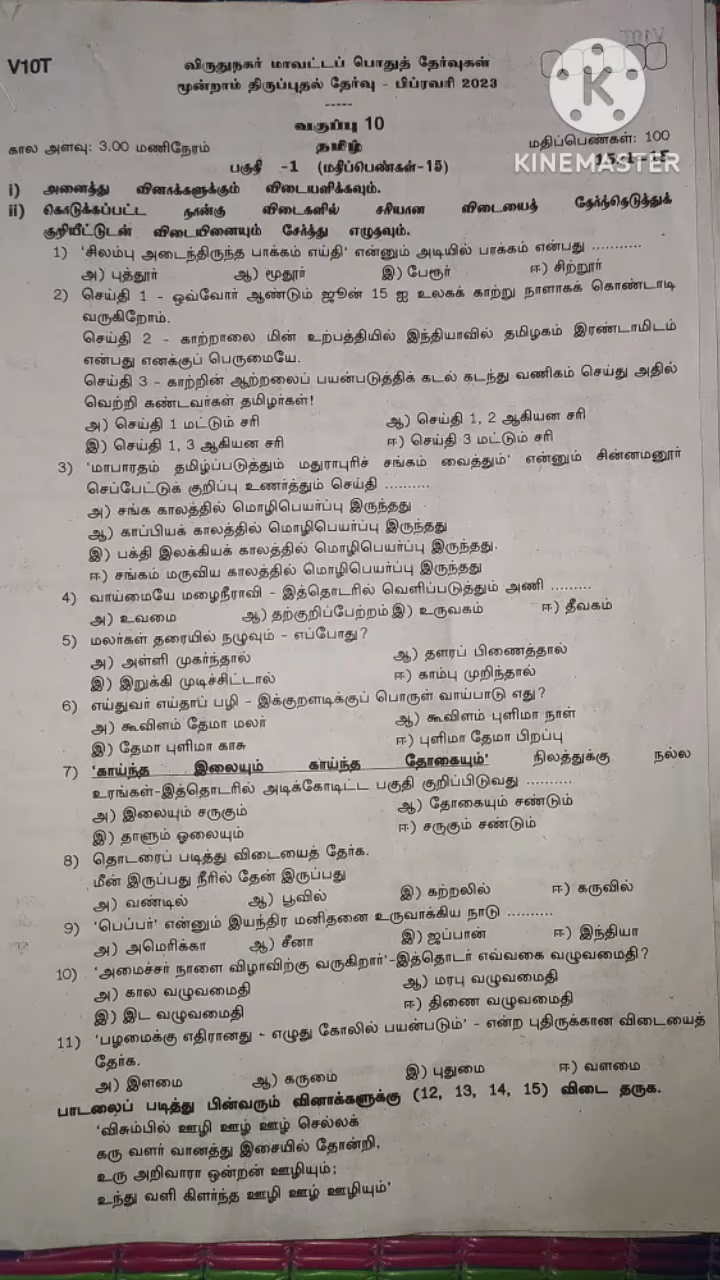 V10T
விருதுநகர் மாவட்டப் பொதுத் தேர்வுகள்
மூன்றாம் திருப்புதல் தேர்வு - பிப்ரவரி 2023
-----
வகுப்பு 10
கால அளவு: 3.00 மணிநேரம் தமிழ் மதிப்பெண்கள்: 100
KINEMASTER
பகுதி -1 (மதிப்பெண்கள்-15) 15×1=15
i) அனைத்து வினாக்களுக்கும் விடையளிக்கவும்.
ii) கொடுக்கப்பட்ட நான்கு விடைகளில் சரியான விடையைத் தேர்ந்தெடுத்துக்
குறியீட்டுடன் விடையினையும் சேர்த்து எழுதவும்.
1) 'சிலம்பு அடைந்திருந்த பாக்கம் எய்தி' என்னும் அடியில் பாக்கம் என்பது ...........
அ) புத்தூர் ஆ) மூதூர் இ) பேரூர் ஈ) சிற்றூர்
2) செய்தி 1 - ஒவ்வோர் ஆண்டும் ஜூன் 15 ஐ உலகக் காற்று நாளாகக் கொண்டாடி
வருகிறோம்.
செய்தி 2 - காற்றாலை மின் உற்பத்தியில் இந்தியாவில் தமிழகம் இரண்டாமிடம்
என்பது எனக்குப் பெருமையே.
செய்தி 3 - காற்றின் ஆற்றலைப் பயன்படுத்திக் கடல் கடந்து வணிகம் செய்து அதில்
வெற்றி கண்டவர்கள் தமிழர்கள்!
அ) செய்தி 1 மட்டும் சரி ஆ) செய்தி 1, 2 ஆகியன சரி
இ) செய்தி 1, 3 ஆகியன சரி ஈ) செய்தி 3 மட்டும் சரி
3) 'மாபாரதம் தமிழ்ப்படுத்தும் மதுராபுரிச் சங்கம் வைத்தும்' என்னும் சின்னமனூர்
செப்பேட்டுக் குறிப்பு உணர்த்தும் செய்தி ..........
அ) சங்க காலத்தில் மொழிபெயர்ப்பு இருந்தது
ஆ) காப்பியக் காலத்தில் மொழிபெயர்ப்பு இருந்தது
இ) பக்தி இலக்கியக் காலத்தில் மொழிபெயர்ப்பு இருந்தது.
ஈ) சங்கம் மருவிய காலத்தில் மொழிபெயர்ப்பு இருந்தது
4) வாய்மையே மழைநீராவி - இத்தொடரில் வெளிப்படுத்தும் அணி .........
அ) உவமை ஆ) தற்குறிப்பேற்றம் இ) உருவகம் ஈ) தீவகம்
5) மலர்கள் தரையில் நழுவும் - எப்போது?
அ) அள்ளி முகர்ந்தால் ஆ) தளரப் பிணைத்தால்
இ) இறுக்கி முடிச்சிட்டால் ஈ) காம்பு முறிந்தால்
6) எய்துவர் எய்தாப் பழி - இக்குறளடிக்குப் பொருள் வாய்பாடு எது?
அ) கூவிளம் தேமா மலர் ஆ) கூவிளம் புளிமா நாள்
இ) தேமா புளிமா காசு ஈ) புளிமா தேமா பிறப்பு
7) 'காய்ந்த இலையும் காய்ந்த தோகையும்' நிலத்துக்கு நல்ல
உரங்கள்-இத்தொடரில் அடிக்கோடிட்ட பகுதி குறிப்பிடுவது ..........
அ) இலையும் சருகும் ஆ) தோகையும் சண்டும்
இ) தாளும் ஓலையும் ஈ) சருகும் சண்டும்
8) தொடரைப் படித்து விடையைத் தேர்க.
மீன் இருப்பது நீரில் தேன் இருப்பது
அ) வண்டில் ஆ) பூவில் இ) கற்றலில் ஈ) கருவில்
9) 'பெப்பர்' என்னும் இயந்திர மனிதனை உருவாக்கிய நாடு ..........
அ) அமெரிக்கா ஆ) சீனா இ) ஜப்பான் ஈ) இந்தியா
10) 'அமைச்சர் நாளை விழாவிற்கு வருகிறார்'-இத்தொடர் எவ்வகை வழுவமைதி?
அ) கால வழுவமைதி ஆ) மரபு வழுவமைதி
இ) இட வழுவமைதி ஈ) திணை வழுவமைதி
11) 'பழமைக்கு எதிரானது - எழுது கோலில் பயன்படும்' - என்ற புதிருக்கான விடையைத்
தேர்க.
அ) இளமை ஆ) கருமை இ) புதுமை ஈ) வளமை
பாடலைப் படித்து பின்வரும் வினாக்களுக்கு (12, 13, 14, 15) விடை தருக.
'விசும்பில் ஊழி ஊழ் ஊழ் செல்லக்
கரு வளர் வானத்து இசையில் தோன்றி,
உரு அறிவாரா ஒன்றன் ஊழியும்;
உந்து வளி கிளர்ந்த ஊழி ஊழ் ஊழியும்'